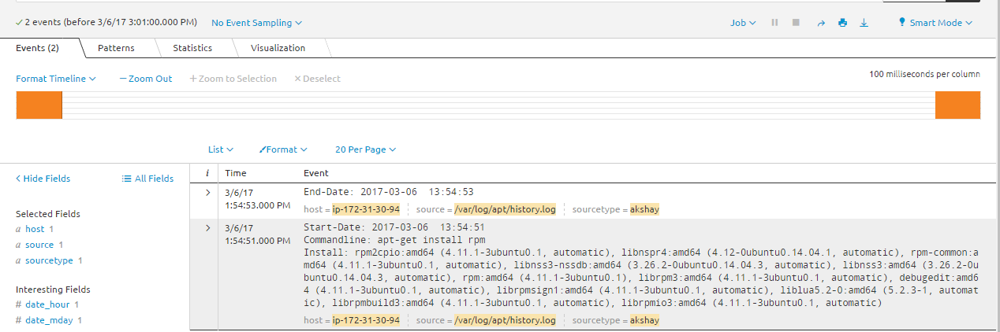 2 events (before 3/6/17 3:01:00.000 PM) No Event Sampling Job Smart Mode
Events (2) Patterns Statistics Visualization
Format Timeline — Zoom Out + Zoom to Selection × Deselect 100 milliseconds per column
List Format 20 Per Page
< Hide Fields All Fields i Time Event
Selected Fields
a host 1
a source 1
a sourcetype 1
Interesting Fields
# date_hour 1
# date_mday 1
> 3/6/17
1:54:53.000 PM
End-Date: 2017-03-06 13:54:53
host = ip-172-31-30-94 source = /var/log/apt/history.log sourcetype = akshay
> 3/6/17
1:54:51.000 PM
Start-Date: 2017-03-06 13:54:51
Commandline: apt-get install rpm
Install: rpm2cpio:amd64 (4.11.1-3ubuntu0.1, automatic), libnspr4:amd64 (4.12-0ubuntu0.14.04.1, automatic), rpm-common:a
md64 (4.11.1-3ubuntu0.1, automatic), libnss3-nssdb:amd64 (3.26.2-0ubuntu0.14.04.3, automatic), libnss3:amd64 (3.26.2-0u
buntu0.14.04.3, automatic), rpm:amd64 (4.11.1-3ubuntu0.1), librpm3:amd64 (4.11.1-3ubuntu0.1, automatic), debugedit:amd6
4 (4.11.1-3ubuntu0.1, automatic), librpmsign1:amd64 (4.11.1-3ubuntu0.1, automatic), liblua5.2-0:amd64 (5.2.3-1, automat
ic), librpmbuild3:amd64 (4.11.1-3ubuntu0.1, automatic), librpmio3:amd64 (4.11.1-3ubuntu0.1, automatic)
host = ip-172-31-30-94 source = /var/log/apt/history.log sourcetype = akshay